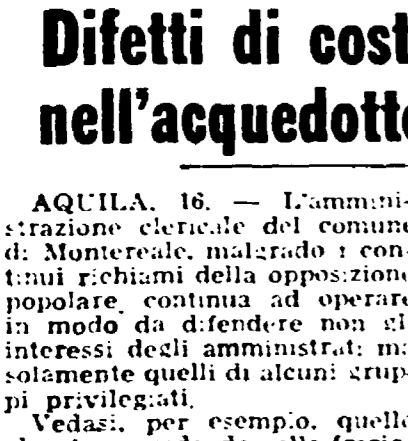 Difetti di cost
nell'acquedotto
AQUILA, 16. — L'ammini-
strazione clericale del comune
di Montereale, malgrado i con-
tinui richiami della opposizione
popolare, continua ad operare
in modo da difendere non gli
interessi degli amministrati ma
solamente quelli di alcuni grup-
pi privilegiati.
Vedasi, per esempio, quello